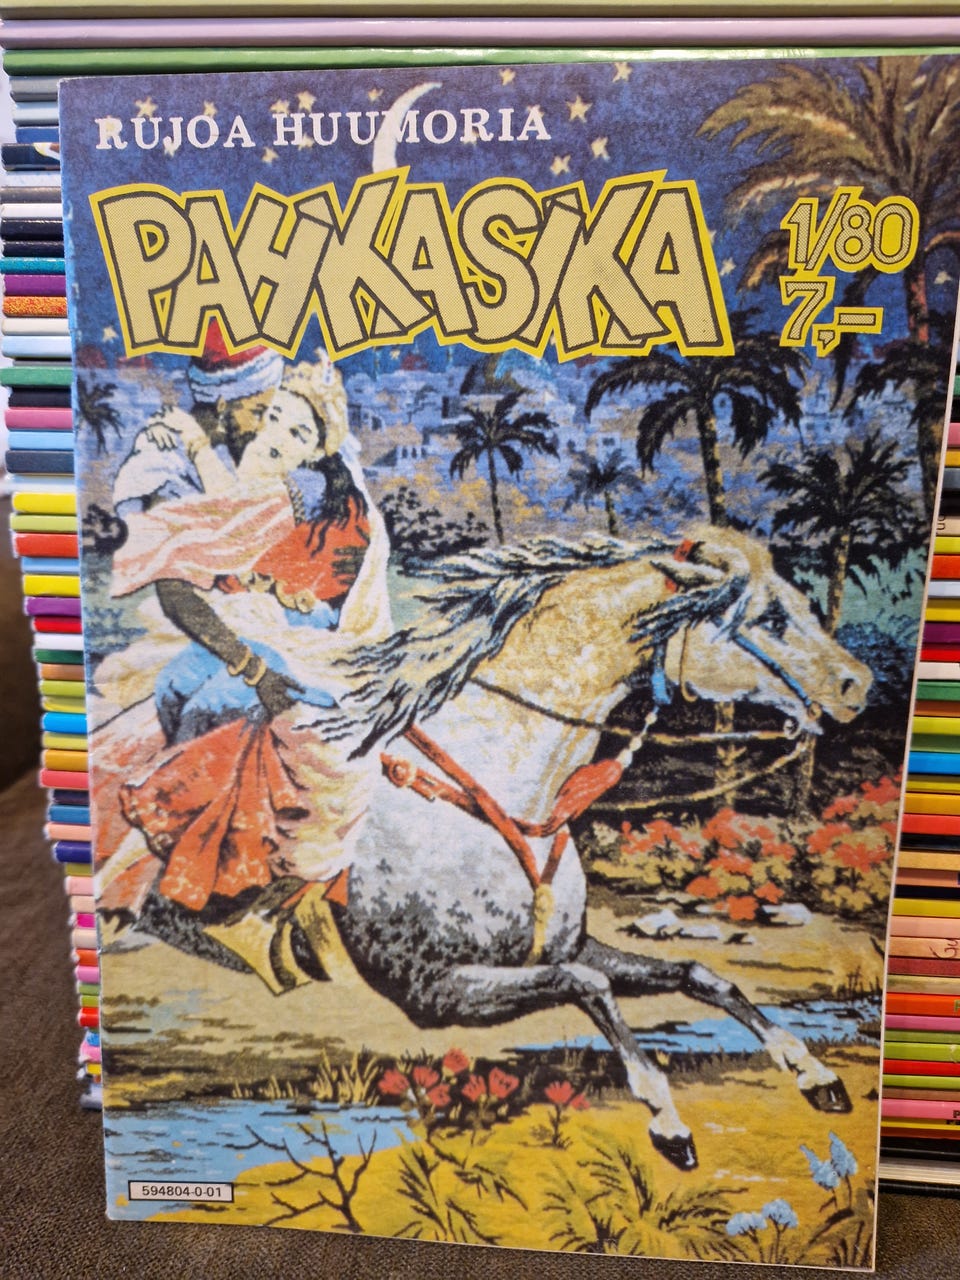 RUJOA HUUMORIA
PAHKASIKA
1/80
7,-
594804-0-01